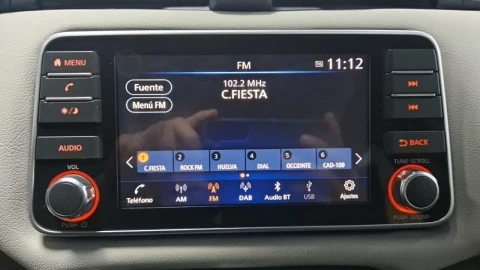 FM
11:12
MENU
Fuente
102.2 MHz
C.FIESTA
Menú FM
BACK
AUDIO
VOL
TUNE·SCROLL
1 2 3 4 5 6
C.FIESTA ROCK FM HUELVA DIAL OCCIDNTE CAD-100
Teléfono AM FM DAB Audio BT USB Ajustes
PUSH
PUSH SOUND